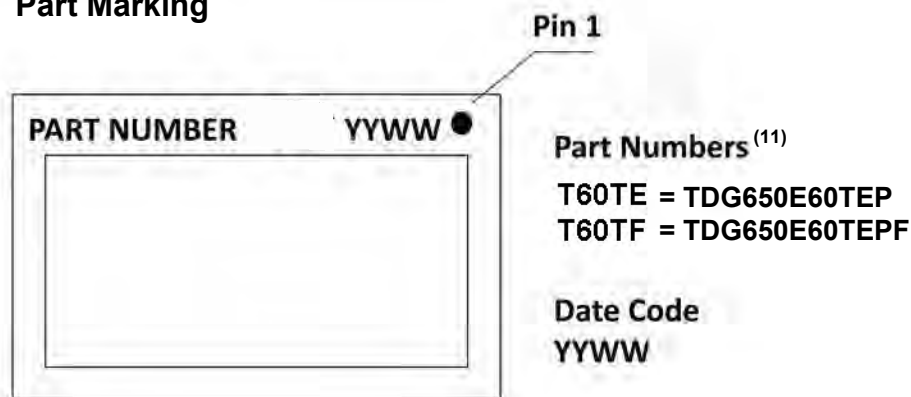 Part Marking
Pin 1
PART NUMBER YYWW
Part Numbers (11)
T60TE = TDG650E60TEP
T60TF = TDG650E60TEPF
Date Code
YYWW